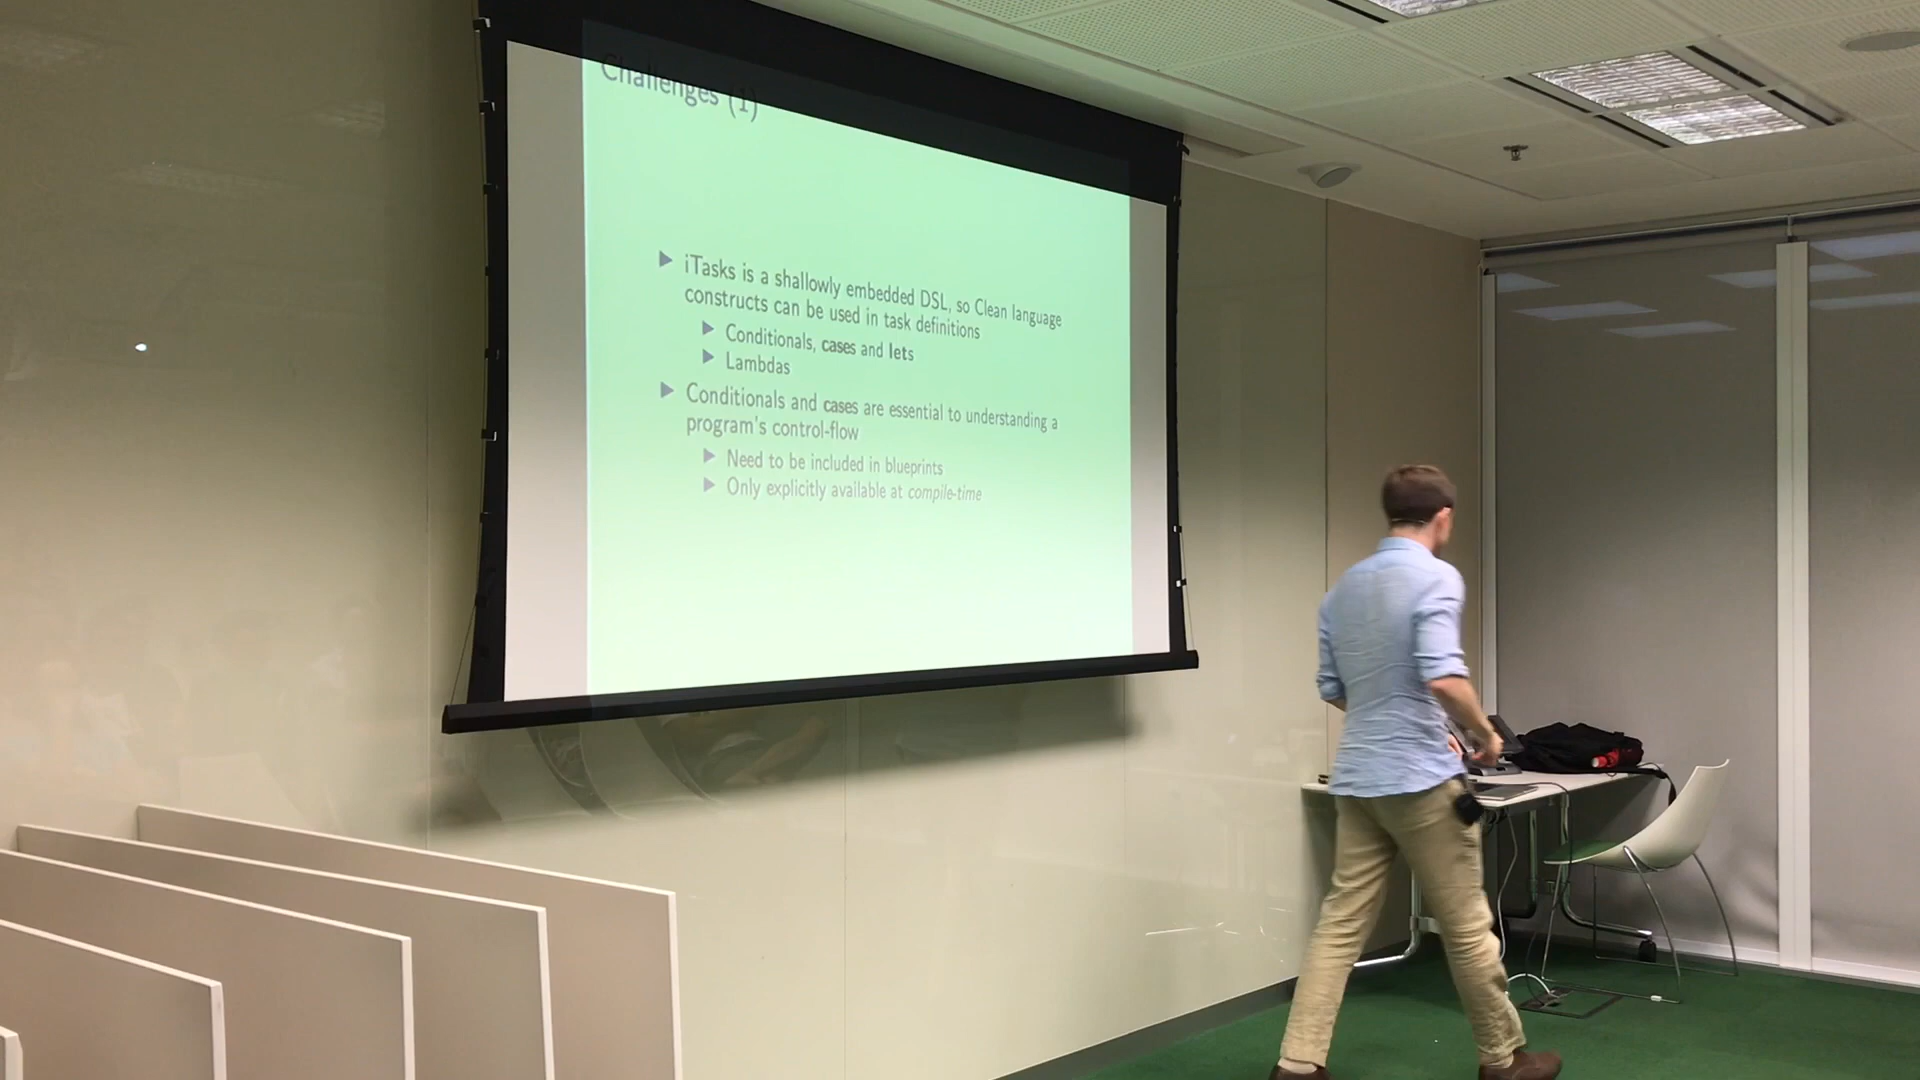 Challenges (1)
▶ iTasks is a shallowly embedded DSL, so Clean language
constructs can be used in task definitions
▶ Conditionals, cases and lets
▶ Lambdas
▶ Conditionals and cases are essential to understanding a
program's control-flow
▶ Need to be included in blueprints
▶ Only explicitly available at compile-time